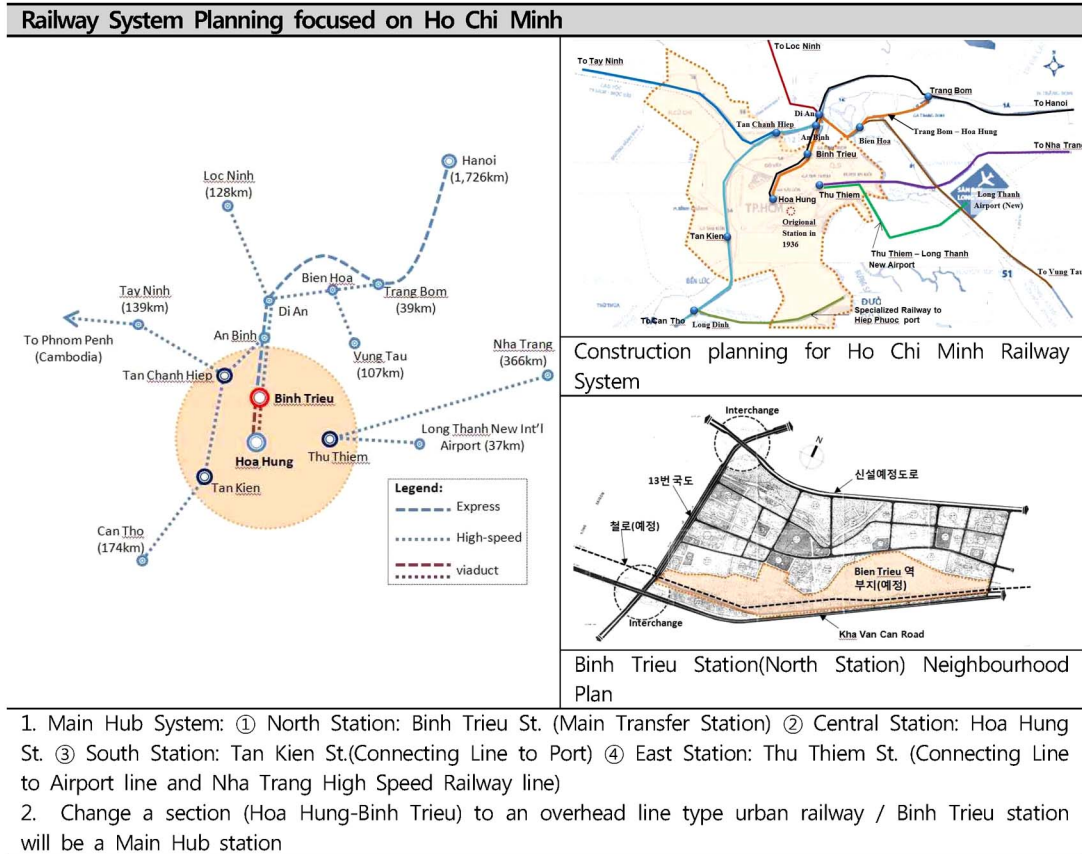 Railway System Planning focused on Ho Chi Minh
Hanoi
(1,726km)
Loc Ninh
(128km)
Bien Hoa
Trang Bom
(39km)
Tay Ninh
(139km)
Di An
To Phnom Penh
(Cambodia)
An Binh
Vung Tau
(107km)
Nha Trang
(366km)
Tan Chanh Hiep
Binh Trieu
Long Thanh New Int'l
Airport (37km)
Hoa Hung
Thu Thiem
Tan Kien
Can Tho
(174km)
Legend:
Express
High-speed
viaduct
To Loc Ninh
To Tay Ninh
Trang Bom
To Hanoi
Di An
Tan Chanh Hiep
An Binh
Bien Hoa
Trang Bom – Hoa Hung
Binh Trieu
To Nha Trang
Thu Thiem
Long Thanh
Airport (New)
Hoa Hung
TP.HCM
Origional
Station in
1936
Tan Kien
Thu Thiem – Long Thanh
New Airport
51
To Vung Tau
BẾN LỨC
To Can Tho
Long Dinh
Specialized Railway to
Hiep Phuoc port
Construction planning for Ho Chi Minh Railway
System
Interchange
N
13번 국도
신설예정도로
철로(예정)
Bien Trieu 역
부지(예정)
Interchange
Kha Van Can Road
Binh Trieu Station(North Station) Neighbourhood
Plan
1. Main Hub System: ① North Station: Binh Trieu St. (Main Transfer Station) ② Central Station: Hoa Hung
St. ③ South Station: Tan Kien St.(Connecting Line to Port) ④ East Station: Thu Thiem St. (Connecting Line
to Airport line and Nha Trang High Speed Railway line)
2. Change a section (Hoa Hung-Binh Trieu) to an overhead line type urban railway / Binh Trieu station
will be a Main Hub station